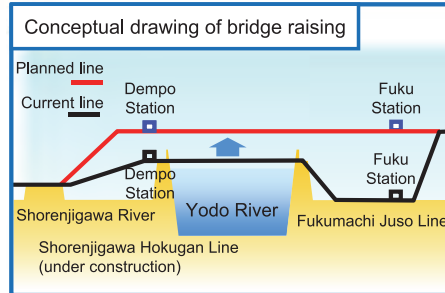 Conceptual drawing of bridge raising
Planned line
Current line
Dempo
Station
Fuku
Station
Dempo
Station
Fuku
Station
Shorenjigawa River
Yodo River
Fukumachi Juso Line
Shorenjigawa Hokugan Line
(under construction)